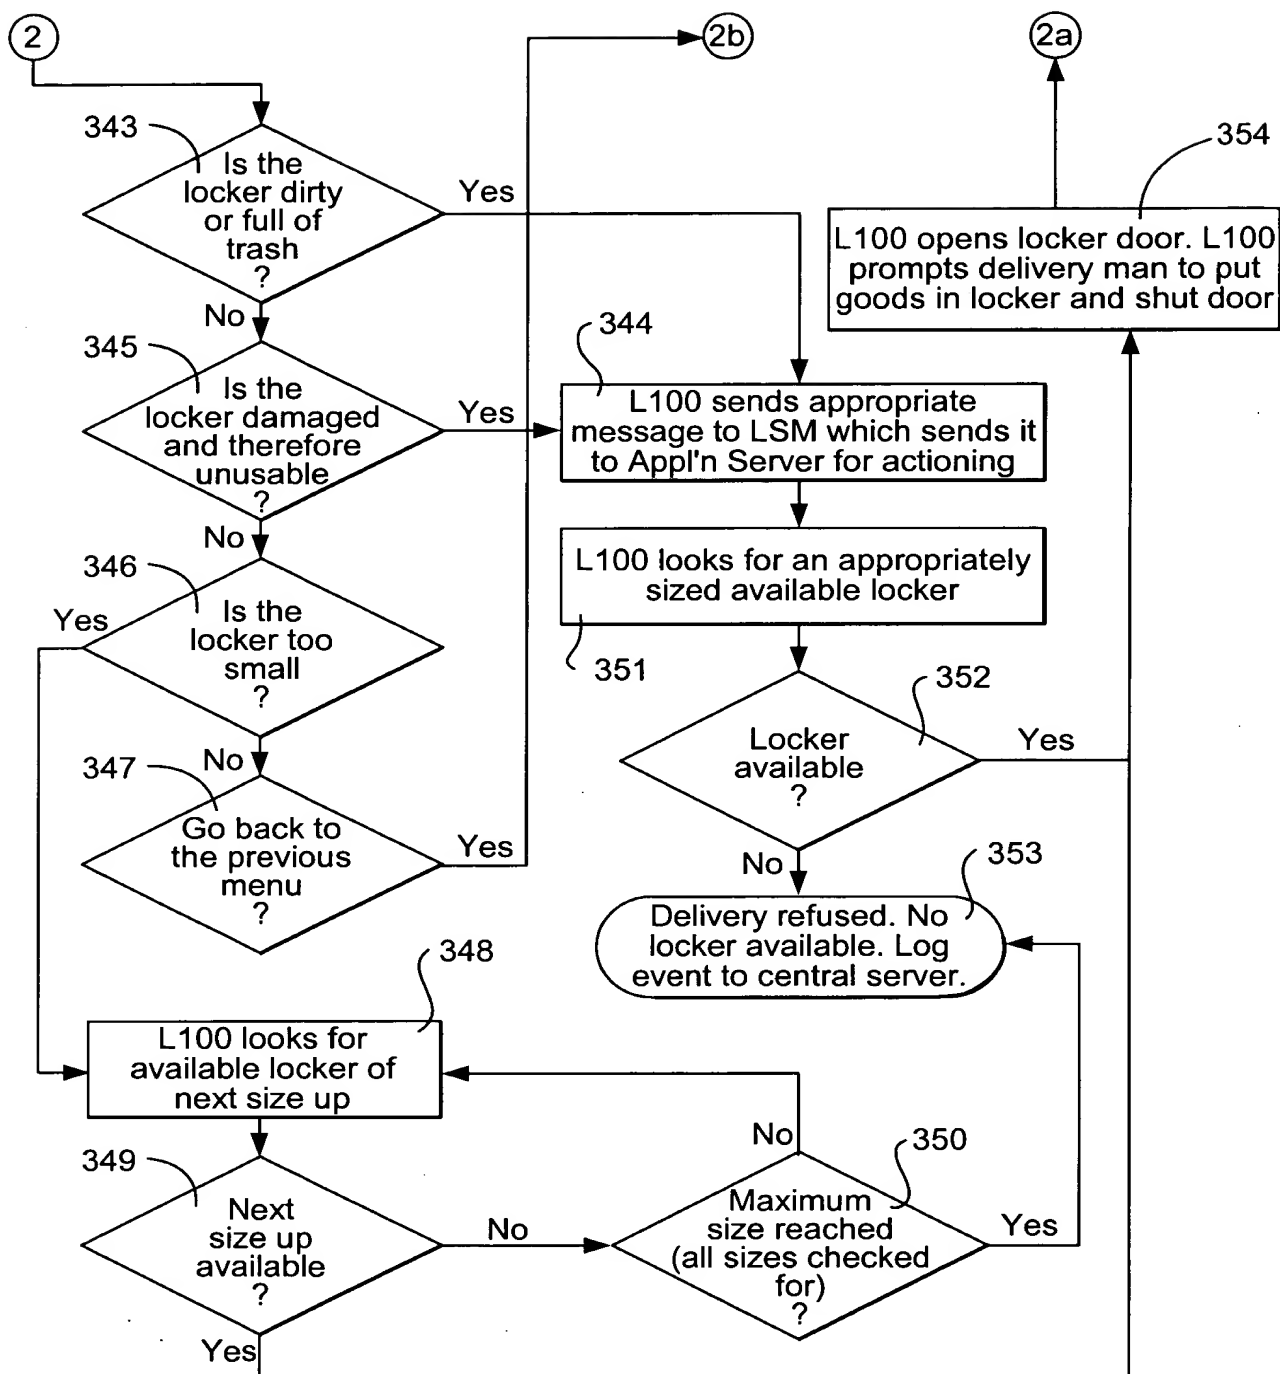 2
2b
2a
343
Is the
locker dirty
or full of
trash
?
Yes
No
354
L100 opens locker door. L100
prompts delivery man to put
goods in locker and shut door
345
Is the
locker damaged
and therefore
unusable
?
Yes
No
344
L100 sends appropriate
message to LSM which sends it
to Appl'n Server for actioning
346
Is the
locker too
small
?
Yes
No
L100 looks for an appropriately
sized available locker
351
352
Locker
available
?
Yes
No
347
Go back to
the previous
menu
?
Yes
353
Delivery refused. No
locker available. Log
event to central server.
348
L100 looks for
available locker of
next size up
349
Next
size up
available
?
No
Yes
350
Maximum
size reached
(all sizes checked
for)
?
No
Yes